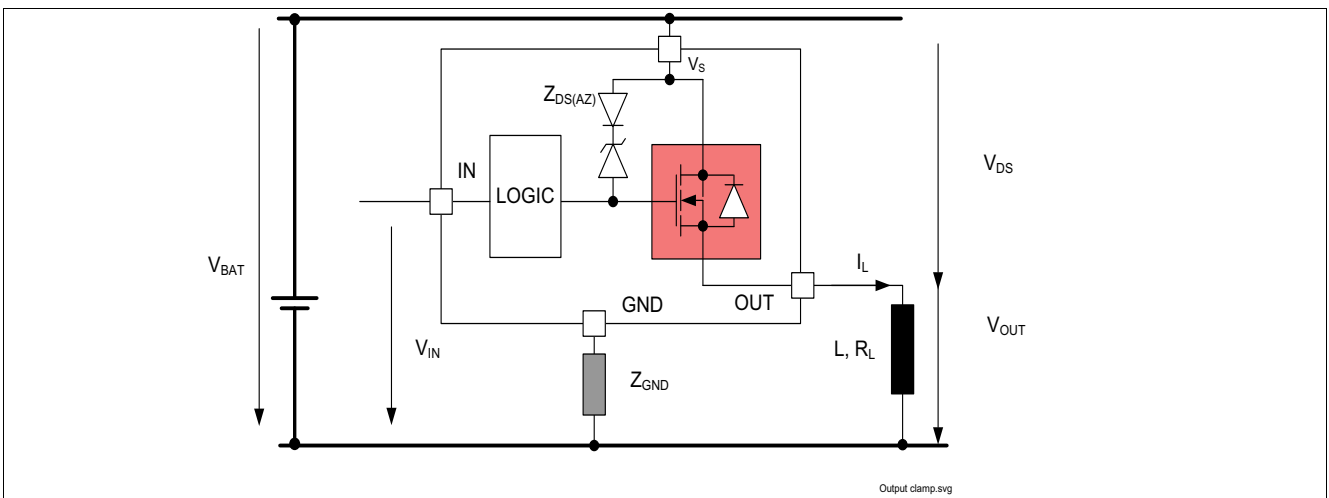 V_S
Z_DS(AZ)
V_DS
IN
LOGIC
V_BAT
I_L
GND
OUT
V_OUT
V_IN
L, R_L
Z_GND
Output clamp.svg